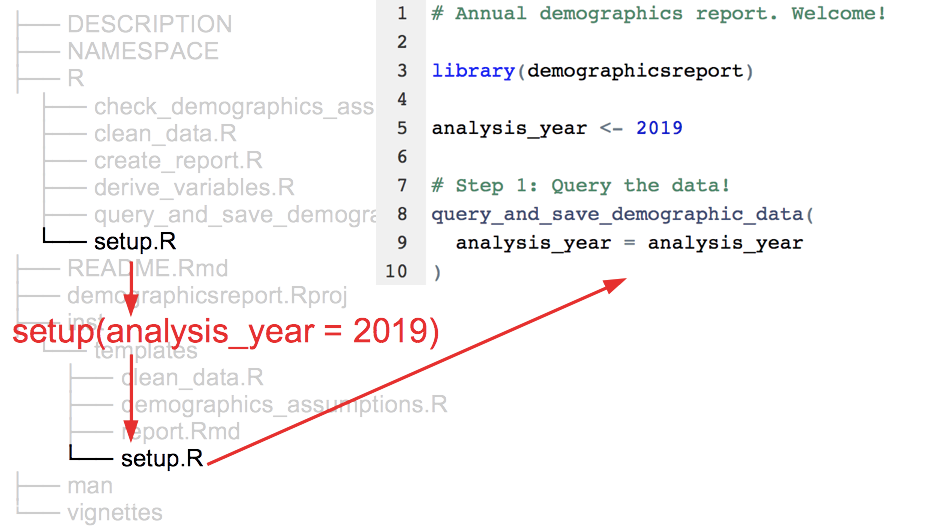 DESCRIPTION
NAMESPACE
R
check_demographics_ass
clean_data.R
create_report.R
derive_variables.R
query_and_save_demogra
setup.R
README.Rmd
demographicsreport.Rproj
inst
setup(analysis_year = 2019)
templates
clean_data.R
demographics_assumptions.R
report.Rmd
setup.R
man
vignettes
1 # Annual demographics report. Welcome!
2
3 library(demographicsreport)
4
5 analysis_year <- 2019
6
7 # Step 1: Query the data!
8 query_and_save_demographic_data(
9 analysis_year = analysis_year
10 )